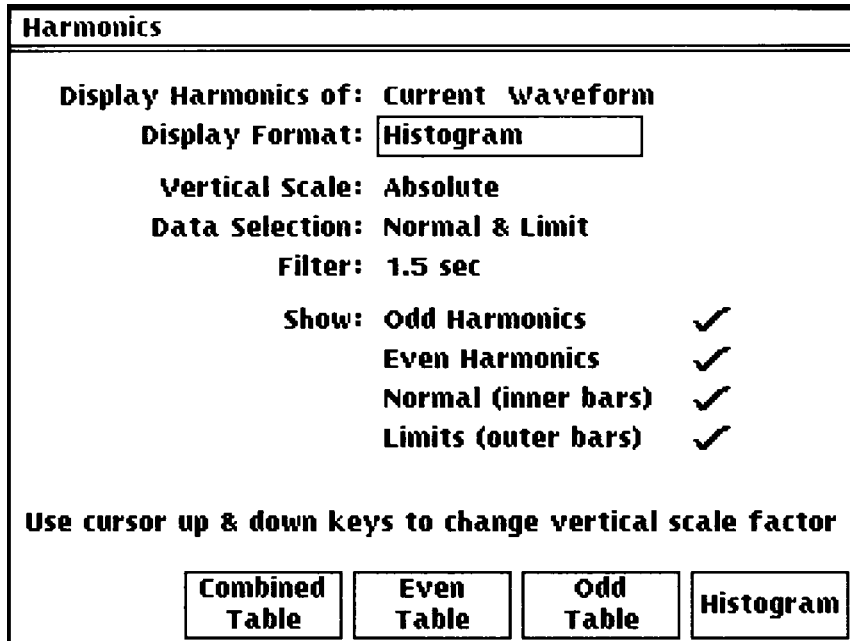 Harmonics
Display Harmonics of: Current Waveform
Display Format: Histogram
Vertical Scale: Absolute
Data Selection: Normal & Limit
Filter: 1.5 sec
Show: Odd Harmonics ✓
Even Harmonics ✓
Normal (inner bars) ✓
Limits (outer bars) ✓
Use cursor up & down keys to change vertical scale factor
Combined Table
Even Table
Odd Table
Histogram